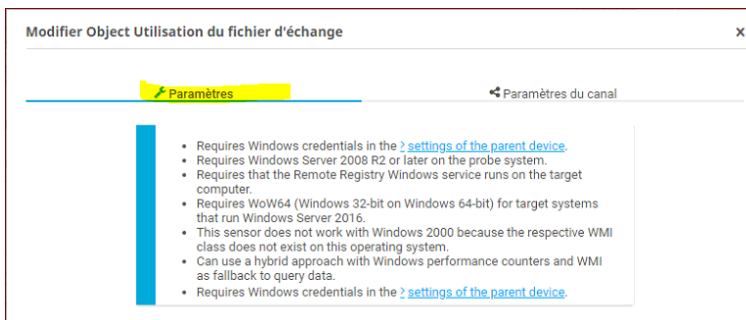 Modifier Object Utilisation du fichier d'échange x
Paramètres Paramètres du canal
• Requires Windows credentials in the ? settings of the parent device.
• Requires Windows Server 2008 R2 or later on the probe system.
• Requires that the Remote Registry Windows service runs on the target
computer.
• Requires WoW64 (Windows 32-bit on Windows 64-bit) for target systems
that run Windows Server 2016.
• This sensor does not work with Windows 2000 because the respective WMI
class does not exist on this operating system.
• Can use a hybrid approach with Windows performance counters and WMI
as fallback to query data.
• Requires Windows credentials in the ? settings of the parent device.